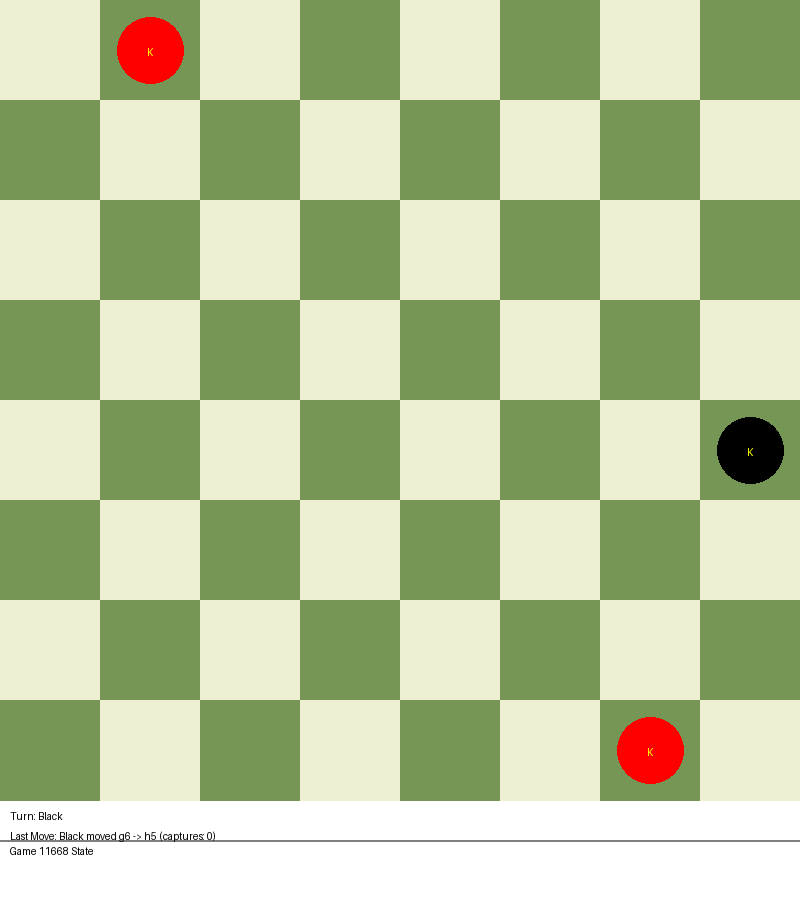 K
K
K
Turn: Black
Last Move: Black moved g6 -> h5 (captures: 0)
Game 11668 State